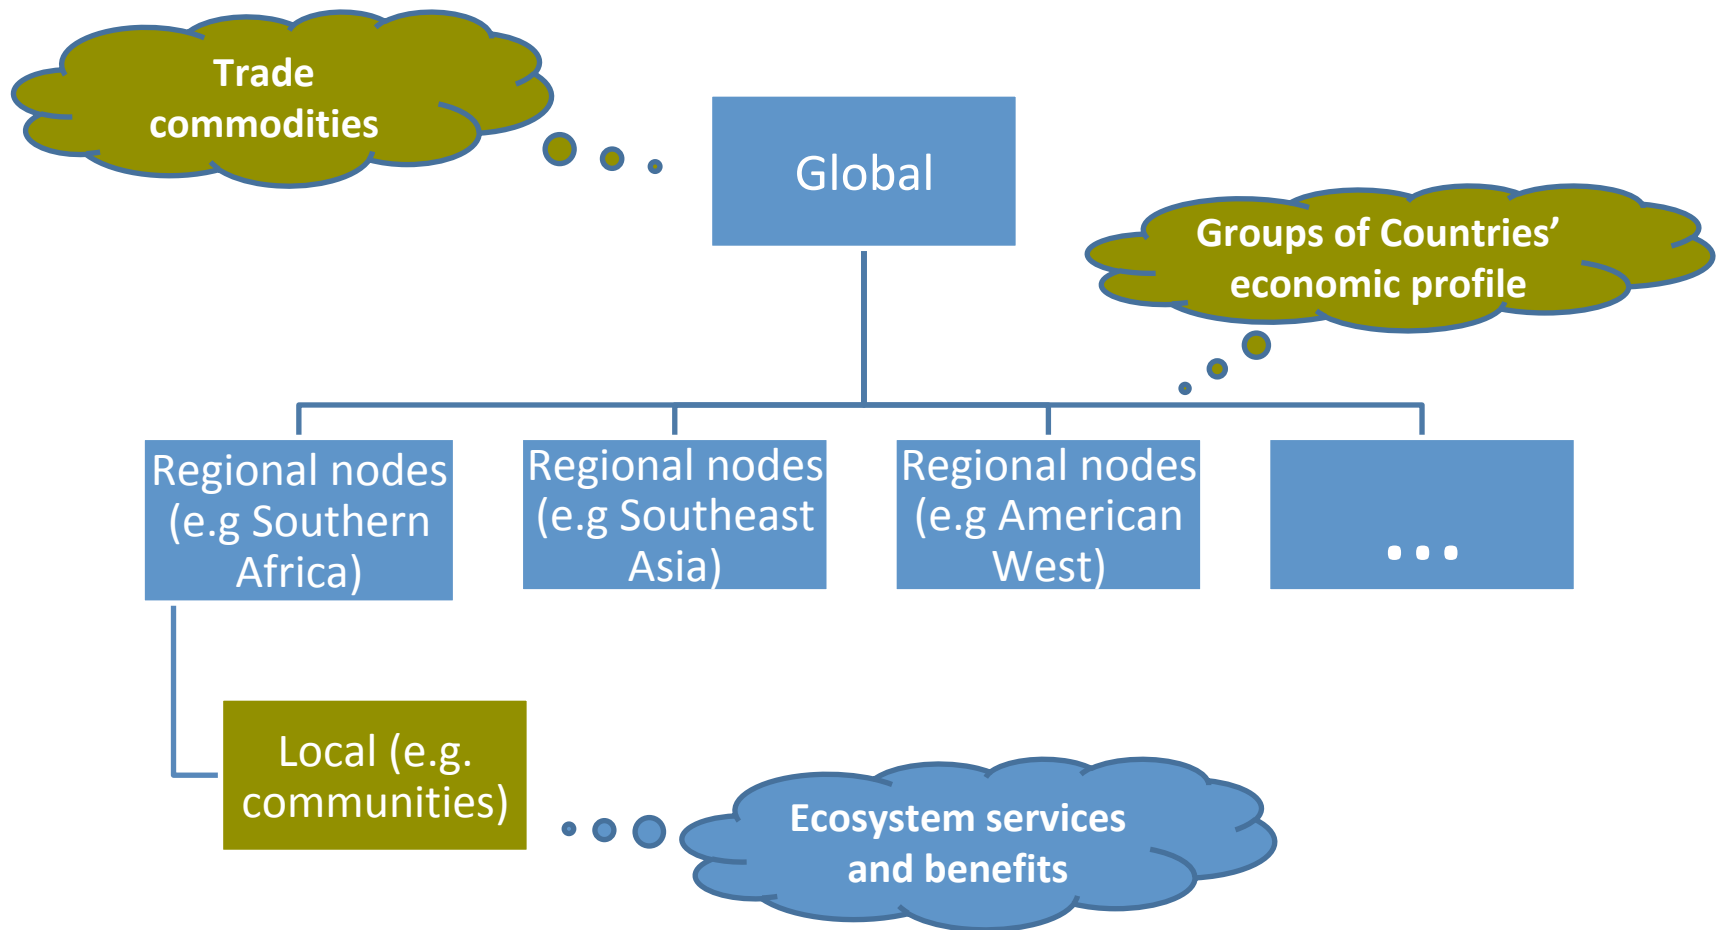 Trade
commodities
Global
Groups of Countries’
economic profile
Regional nodes
(e.g Southern
Africa)
Regional nodes
(e.g Southeast
Asia)
Regional nodes
(e.g American
West)
...
Local (e.g.
communities)
Ecosystem services
and benefits